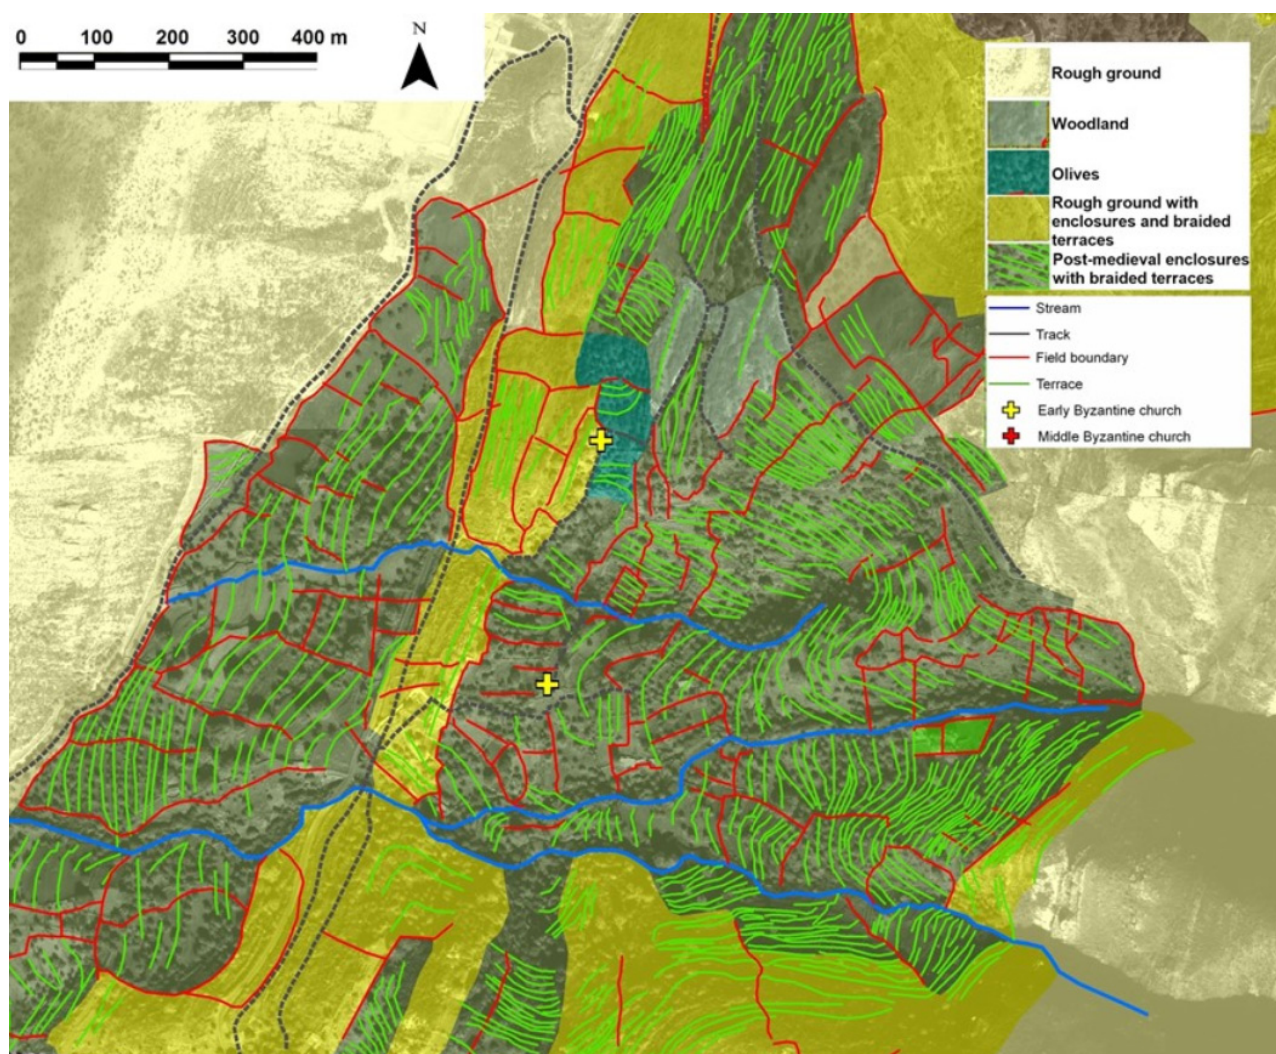 0 100 200 300 400 m
N
Rough ground
Woodland
Olives
Rough ground with
enclosures and braided
terraces
Post-medieval enclosures
with braided terraces
Stream
Track
Field boundary
Terrace
Early Byzantine church
Middle Byzantine church